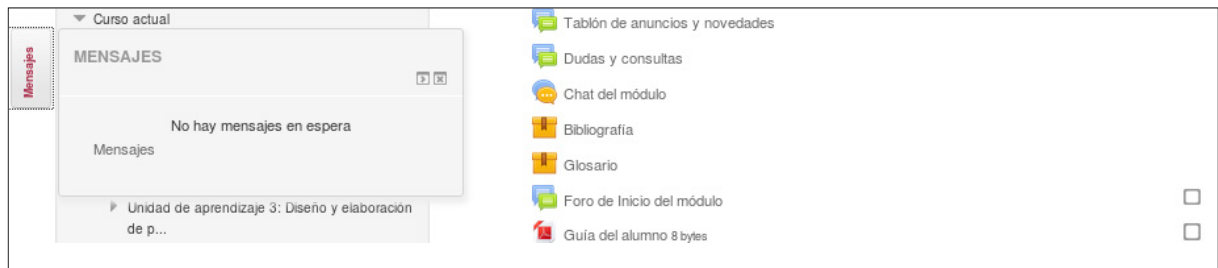 Curso actual
Mensajes
MENSAJES
No hay mensajes en espera
Mensajes
Unidad de aprendizaje 3: Diseño y elaboración
de p...
Tablón de anuncios y novedades
Dudas y consultas
Chat del módulo
Bibliografía
Glosario
Foro de Inicio del módulo
Guía del alumno 8 bytes